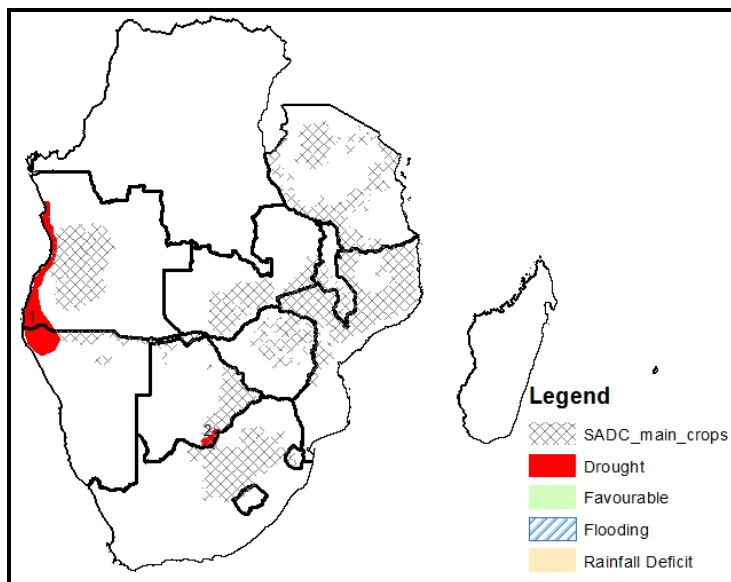 1
2
Legend
SADC_main_crops
Drought
Favourable
Flooding
Rainfall Deficit